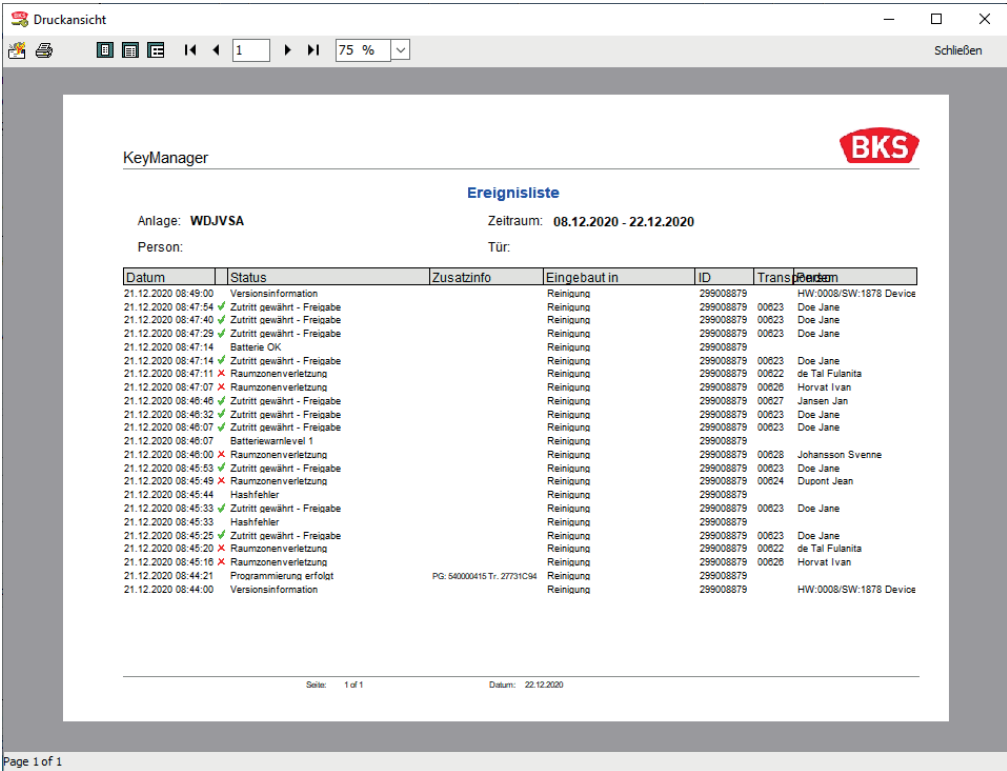 BKS Druckansicht
1 75 % Schließen
KeyManager BKS
Ereignisliste
Anlage: WDJVSA Zeitraum: 08.12.2020 - 22.12.2020
Person: Tür:
Datum Status Zusatzinfo Eingebaut in ID Transponder Person
21.12.2020 08:49:00 Versionsinformation Reinigung 299008879 HW:0008/SW:1878 Device
21.12.2020 08:47:54 Zutritt gewährt - Freigabe Reinigung 299008879 00623 Doe Jane
21.12.2020 08:47:40 Zutritt gewährt - Freigabe Reinigung 299008879 00623 Doe Jane
21.12.2020 08:47:29 Zutritt gewährt - Freigabe Reinigung 299008879 00623 Doe Jane
21.12.2020 08:47:14 Batterie OK Reinigung 299008879
21.12.2020 08:47:14 Zutritt gewährt - Freigabe Reinigung 299008879 00623 Doe Jane
21.12.2020 08:47:11 Raumzonenverletzung Reinigung 299008879 00622 de Tal Fulanita
21.12.2020 08:47:07 Raumzonenverletzung Reinigung 299008879 00626 Horvat Ivan
21.12.2020 08:46:46 Zutritt gewährt - Freigabe Reinigung 299008879 00627 Jansen Jan
21.12.2020 08:46:32 Zutritt gewährt - Freigabe Reinigung 299008879 00623 Doe Jane
21.12.2020 08:46:07 Zutritt gewährt - Freigabe Reinigung 299008879 00623 Doe Jane
21.12.2020 08:46:07 Batteriewarnlevel 1 Reinigung 299008879
21.12.2020 08:46:00 Raumzonenverletzung Reinigung 299008879 00628 Johansson Svenne
21.12.2020 08:45:53 Zutritt gewährt - Freigabe Reinigung 299008879 00623 Doe Jane
21.12.2020 08:45:49 Raumzonenverletzung Reinigung 299008879 00624 Dupont Jean
21.12.2020 08:45:44 Hashfehler Reinigung 299008879
21.12.2020 08:45:33 Zutritt gewährt - Freigabe Reinigung 299008879 00623 Doe Jane
21.12.2020 08:45:33 Hashfehler Reinigung 299008879
21.12.2020 08:45:25 Zutritt gewährt - Freigabe Reinigung 299008879 00623 Doe Jane
21.12.2020 08:45:20 Raumzonenverletzung Reinigung 299008879 00622 de Tal Fulanita
21.12.2020 08:45:16 Raumzonenverletzung Reinigung 299008879 00626 Horvat Ivan
21.12.2020 08:44:21 Programmierung erfolgt PG: 540000415 Tr. 27731C94 Reinigung 299008879
21.12.2020 08:44:00 Versionsinformation Reinigung 299008879 HW:0008/SW:1878 Device
Seite: 1 of 1 Datum: 22.12.2020
Page 1 of 1